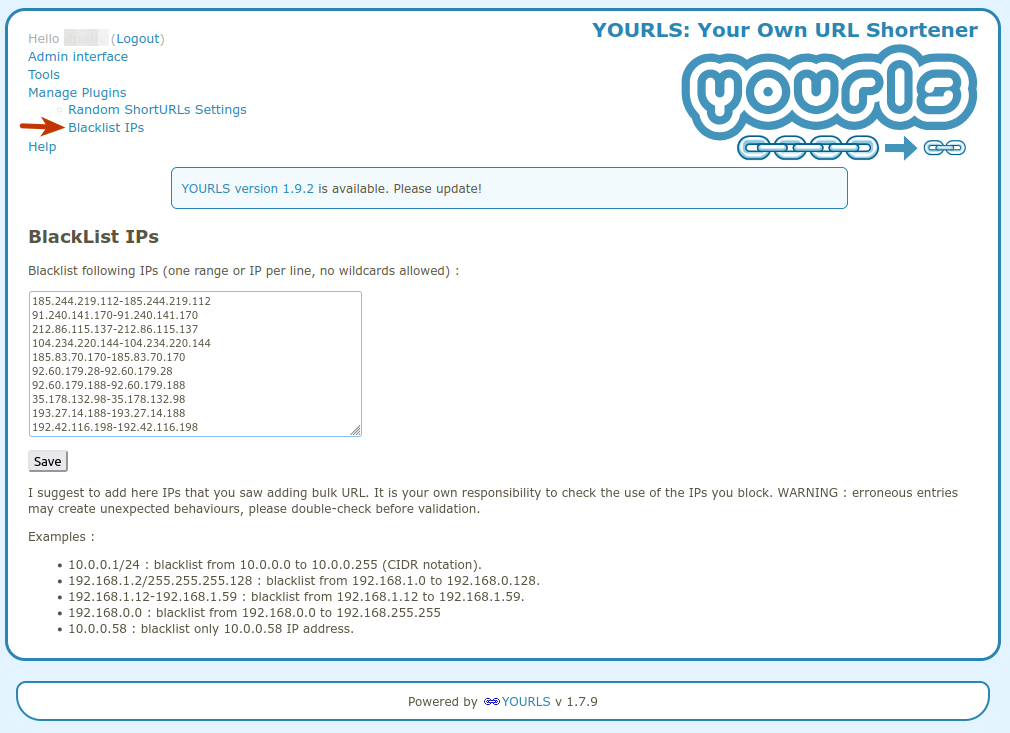 YOURLS: Your Own URL Shortener
yourls
Hello (Logout)
Admin interface
Tools
Manage Plugins
Random ShortURLs Settings
Blacklist IPs
Help
YOURLS version 1.9.2 is available. Please update!
BlackList IPs
Blacklist following IPs (one range or IP per line, no wildcards allowed) :
185.244.219.112-185.244.219.112
91.240.141.170-91.240.141.170
212.86.115.137-212.86.115.137
104.234.220.144-104.234.220.144
185.83.70.170-185.83.70.170
92.60.179.28-92.60.179.28
92.60.179.188-92.60.179.188
35.178.132.98-35.178.132.98
193.27.14.188-193.27.14.188
192.42.116.198-192.42.116.198
Save
I suggest to add here IPs that you saw adding bulk URL. It is your own responsibility to check the use of the IPs you block. WARNING : erroneous entries
may create unexpected behaviours, please double-check before validation.
Examples :
• 10.0.0.1/24 : blacklist from 10.0.0.0 to 10.0.0.255 (CIDR notation).
• 192.168.1.2/255.255.255.128 : blacklist from 192.168.1.0 to 192.168.0.128.
• 192.168.1.12-192.168.1.59 : blacklist from 192.168.1.12 to 192.168.1.59.
• 192.168.0.0 : blacklist from 192.168.0.0 to 192.168.255.255
• 10.0.0.58 : blacklist only 10.0.0.58 IP address.
Powered by YOURLS v 1.7.9